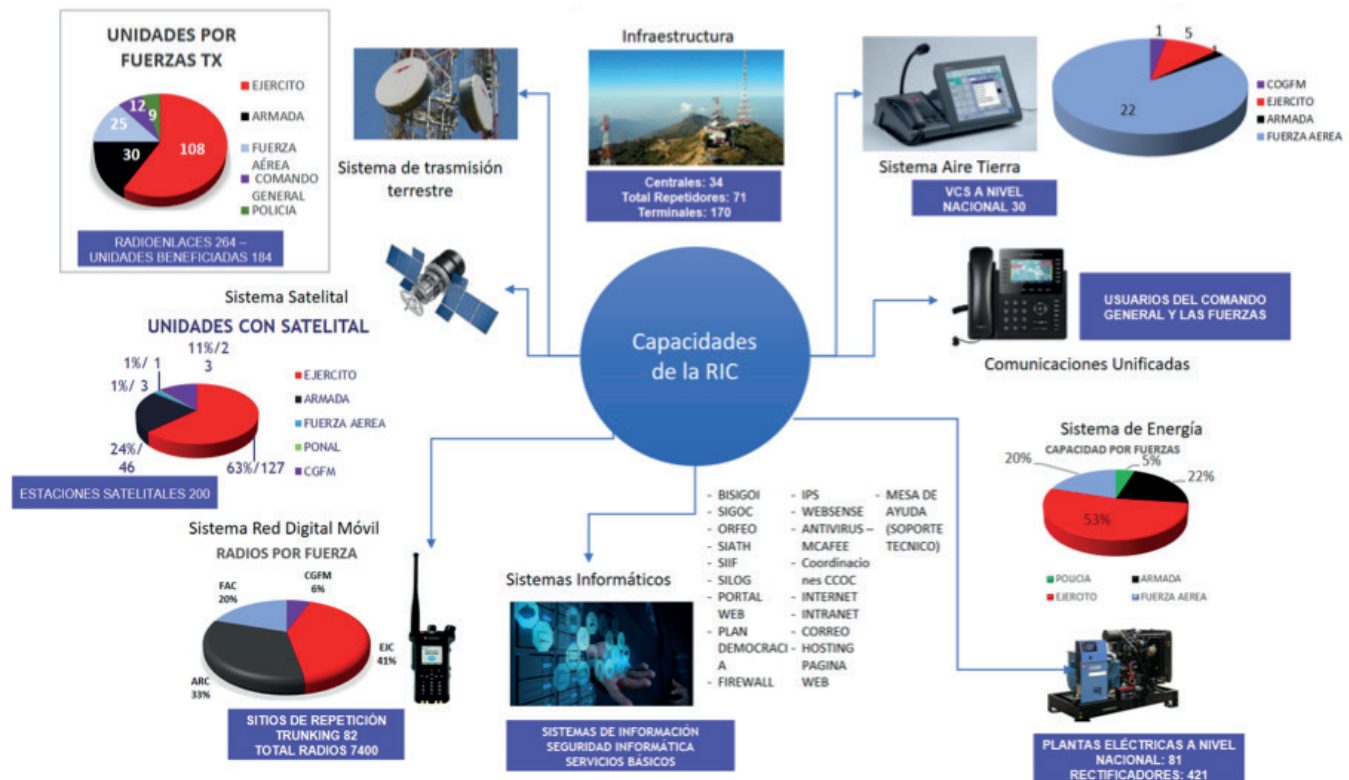 UNIDADES POR
FUERZAS TX
12
9
25
30
108
EJERCITO
ARMADA
FUERZA
AÉREA
COMANDO
GENERAL
POLICIA
RADIOENLACES 264 –
UNIDADES BENEFICIADAS 184
Sistema de trasmisión
terrestre
Infraestructura
Centrales: 34
Total Repetidores: 71
Terminales: 170
Sistema Aire Tierra
VCS A NIVEL
NACIONAL 30
1
5
1
22
COGFM
EJERCITO
ARMADA
FUERZA AEREA
Capacidades
de la RIC
Sistema Satelital
UNIDADES CON SATELITAL
11%/2
3
1%/ 1
1%/ 3
24%/
46
63%/127
EJERCITO
ARMADA
FUERZA AEREA
PONAL
CGFM
ESTACIONES SATELITALES 200
USUARIOS DEL COMANDO
GENERAL Y LAS FUERZAS
Comunicaciones Unificadas
Sistema de Energía
CAPACIDAD POR FUERZAS
20%
5%
22%
53%
POLICIA
ARMADA
EJERCITO
FUERZA AEREA
PLANTAS ELÉCTRICAS A NIVEL
NACIONAL: 81
RECTIFICADORES: 421
Sistema Red Digital Móvil
RADIOS POR FUERZA
FAC
20%
CGFM
6%
EJC
41%
ARC
33%
SITIOS DE REPETICIÓN
TRUNKING 82
TOTAL RADIOS 7400
Sistemas Informáticos
SISTEMAS DE INFORMACIÓN
SEGURIDAD INFORMÁTICA
SERVICIOS BÁSICOS
- BISIGOI
- SIGOC
- ORFEO
- SIATH
- SIIF
- SILOG
- PORTAL
WEB
- PLAN
DEMOCRACI
A
- FIREWALL
- IPS
- WEBSENSE
- ANTIVIRUS –
MCAFEE
- Coordinacio
nes CCOC
- INTERNET
- INTRANET
- CORREO
- HOSTING
PAGINA
WEB
- MESA DE
AYUDA
(SOPORTE
TECNICO)